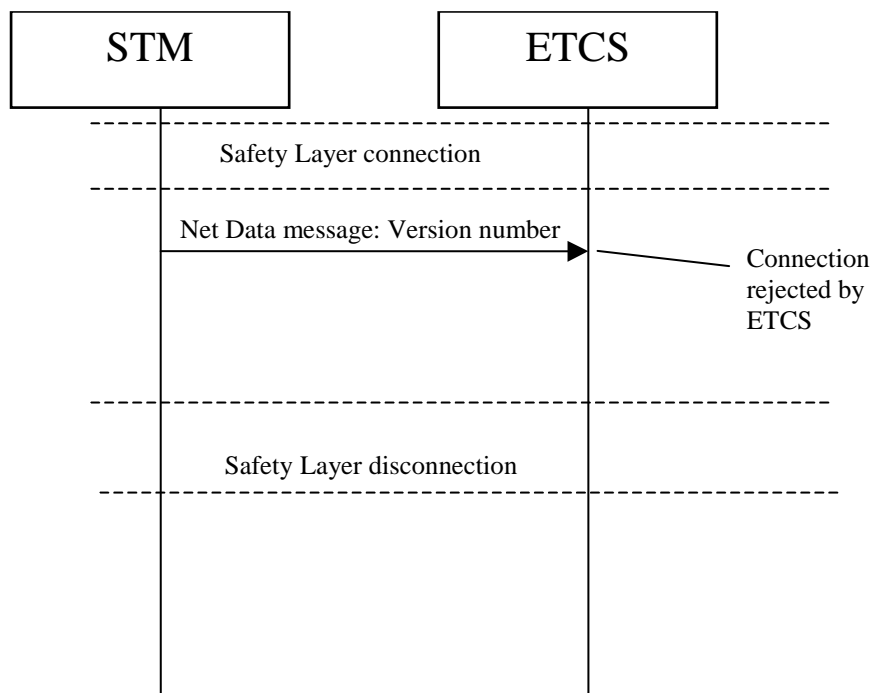 STM
ETCS
Safety Layer connection
Net Data message: Version number
Connection
rejected by
ETCS
Safety Layer disconnection